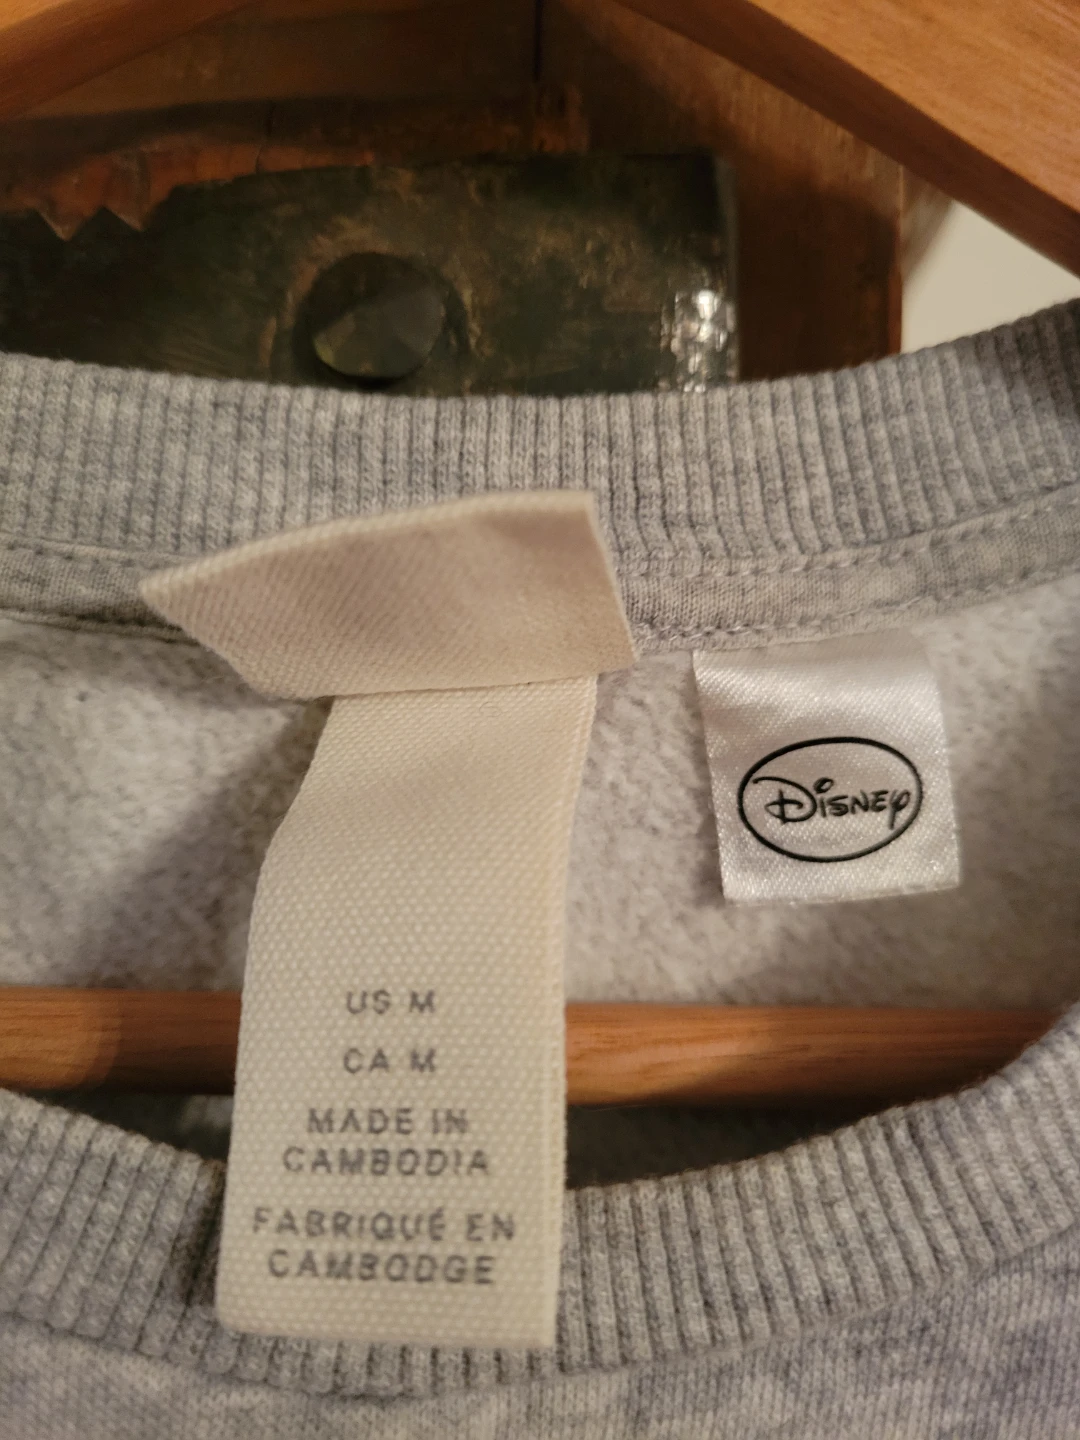 Disney
US M
CA M
MADE IN
CAMBODIA
FABRIQUÉ EN
CAMBODGE